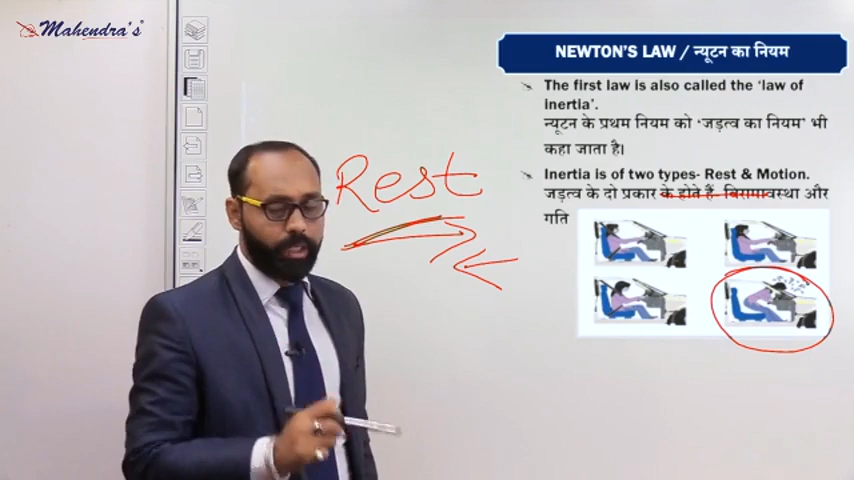 Mahendra's
NEWTON'S LAW / न्यूटन का नियम
The first law is also called the 'law of
inertia'.
न्यूटन के प्रथम नियम को 'जड़त्व का नियम' भी
कहा जाता है।
Inertia is of two types- Rest & Motion.
जड़त्व के दो प्रकार के होते हैं- विरामावस्था और
गति
Rest